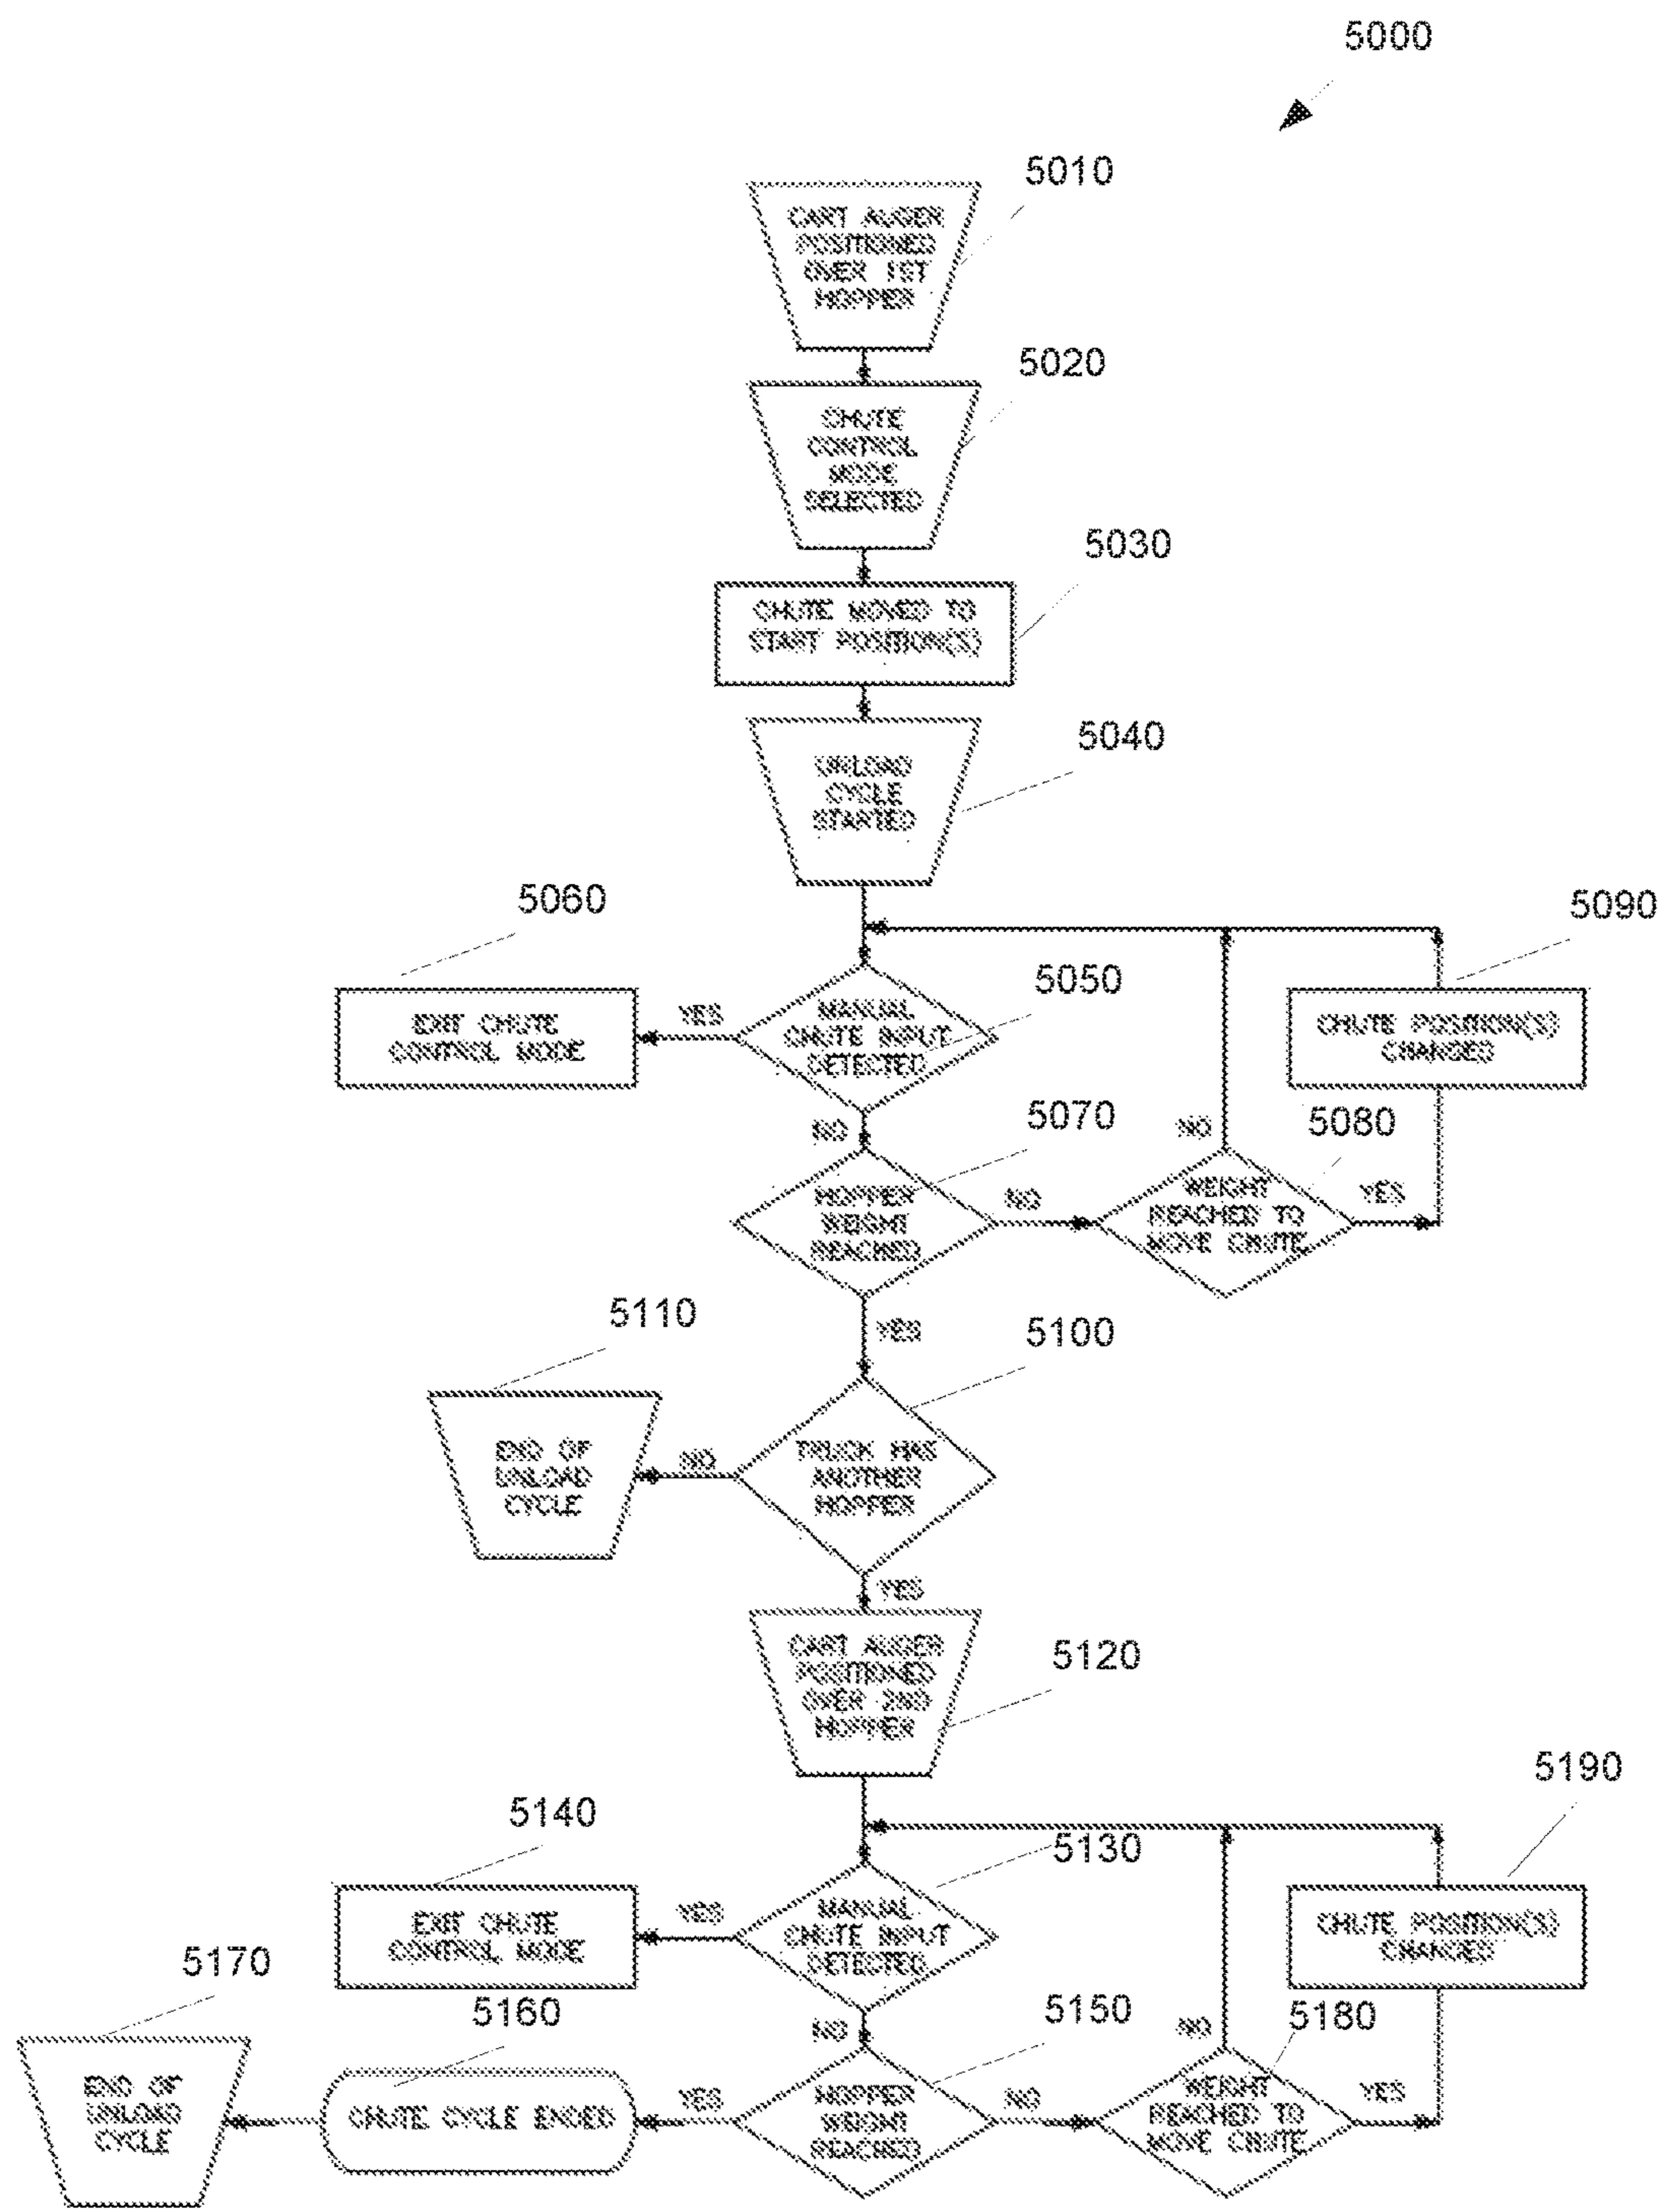 5000
5010
CART AUGER
POSITIONED
OVER 1ST
HOPPER
5020
CHUTE
CONTROL
MODE
SELECTED
5030
CHUTE MOVED TO
START POSITION(S)
5040
UNLOAD
CYCLE
STARTED
5060
5090
5050
EXIT CHUTE
CONTROL MODE
YES
MANUAL
CHUTE INPUT
DETECTED
CHUTE POSITION(S)
CHANGED
NO
5070
NO
5080
HOPPER
WEIGHT
REACHED
NO
WEIGHT
REACHED TO
MOVE CHUTE
YES
5110
YES
5100
END OF
UNLOAD
CYCLE
NO
TRUCK HAS
ANOTHER
HOPPER
YES
CART AUGER
POSITIONED
OVER 2ND
HOPPER
5120
5190
5140
5130
EXIT CHUTE
CONTROL MODE
YES
MANUAL
CHUTE INPUT
DETECTED
CHUTE POSITION(S)
CHANGED
5170
5160
NO
5150
NO
5180
END OF
UNLOAD
CYCLE
CHUTE CYCLE ENDED
YES
HOPPER
WEIGHT
REACHED
NO
WEIGHT
REACHED TO
MOVE CHUTE
YES